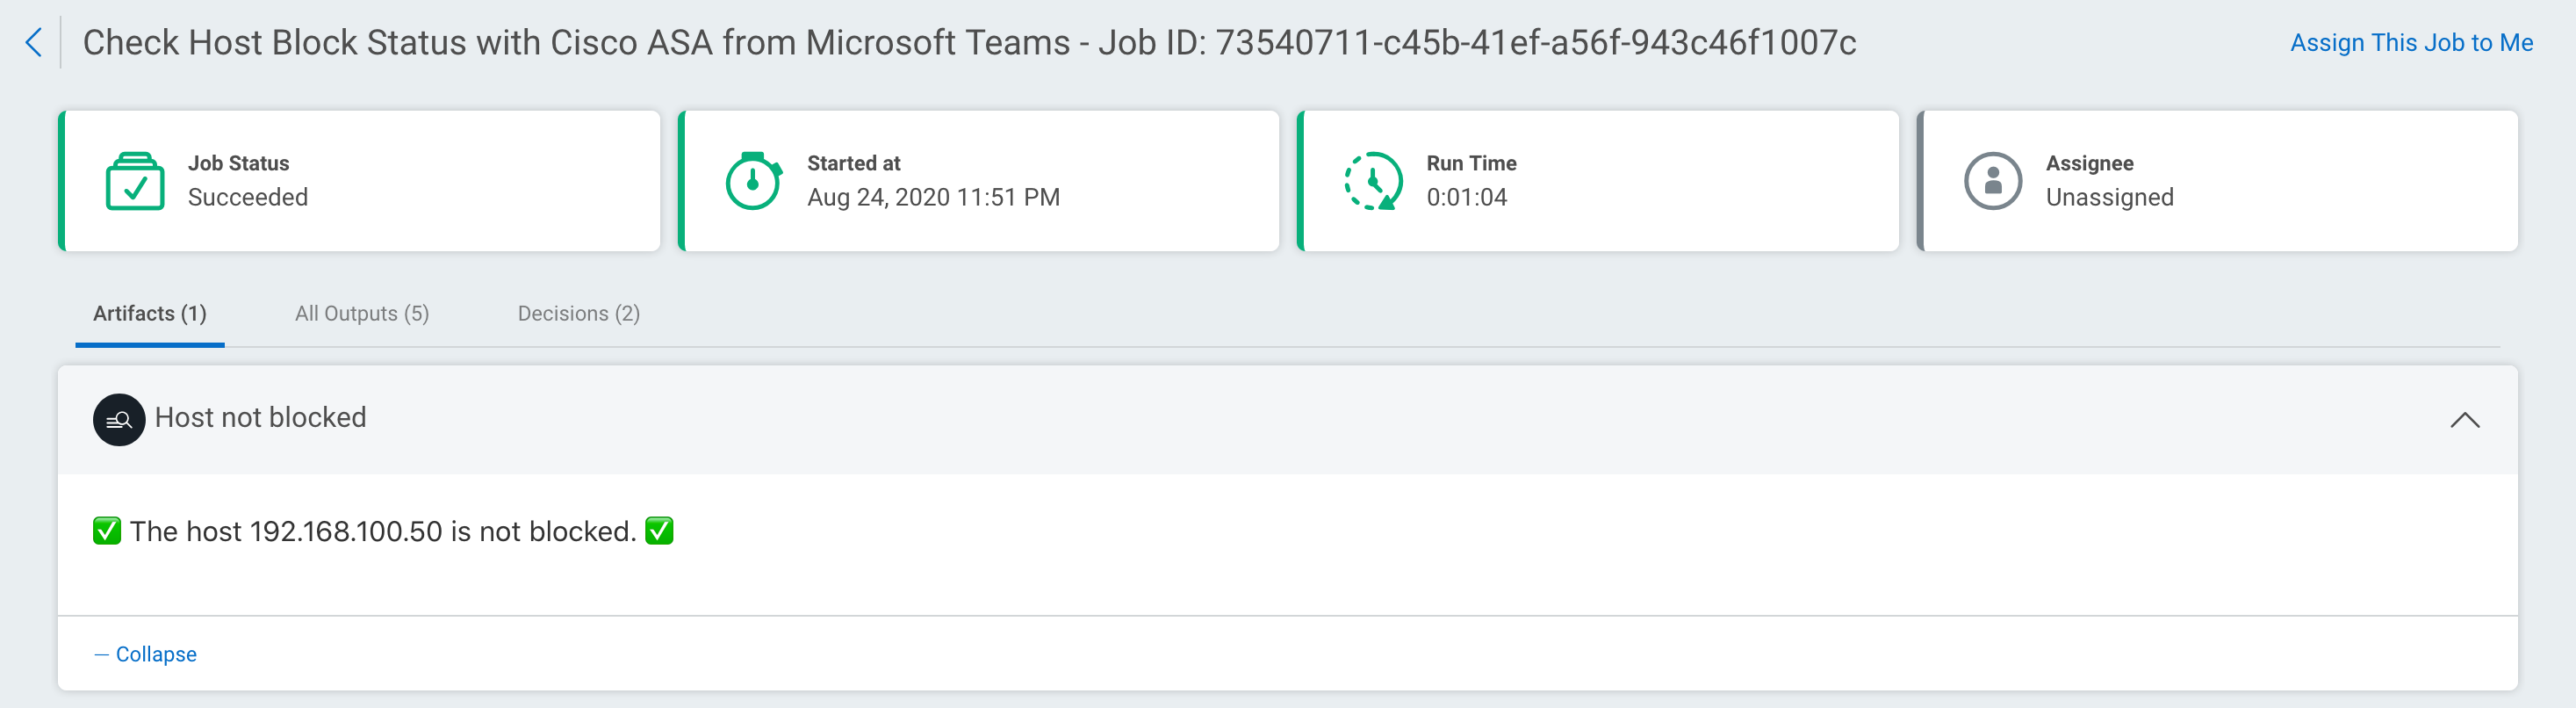 Check Host Block Status with Cisco ASA from Microsoft Teams - Job ID: 73540711-c45b-41ef-a56f-943c46f1007c
Assign This Job to Me
Job Status
Succeeded
Started at
Aug 24, 2020 11:51 PM
Run Time
0:01:04
Assignee
Unassigned
Artifacts (1)
All Outputs (5)
Decisions (2)
Host not blocked
✅ The host 192.168.100.50 is not blocked. ✅
— Collapse